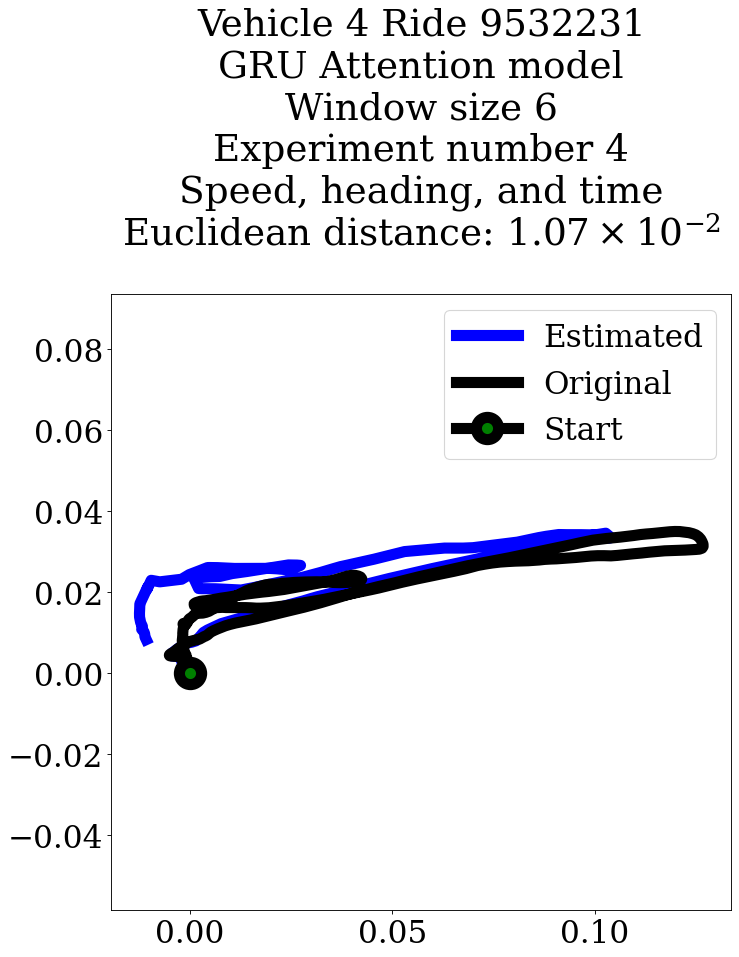 Vehicle 4 Ride 9532231
GRU Attention model
Window size 6
Experiment number 4
Speed, heading, and time
Euclidean distance: 1.07 × 10⁻²
Estimated
Original
Start
0.08
0.06
0.04
0.02
0.00
−0.02
−0.04
0.00 0.05 0.10